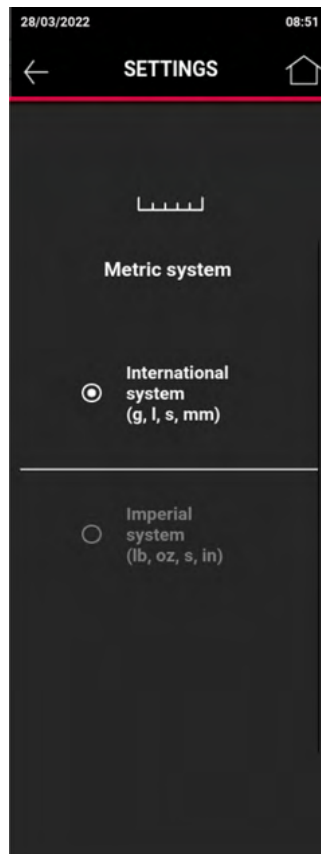 28/03/2022 08:51
SETTINGS
Metric system
International
system
(g, l, s, mm)
Imperial
system
(lb, oz, s, in)